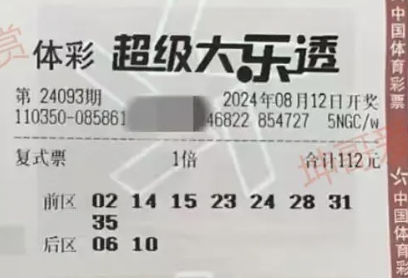 体彩 超级大乐透
第 24093期 2024年08月12日开奖
110350-085861 46822 854727 5NGC/w
复式票 1倍 合计112元
前区 02 14 15 23 24 28 31
35
后区 06 10
中国体育彩票
中国体育